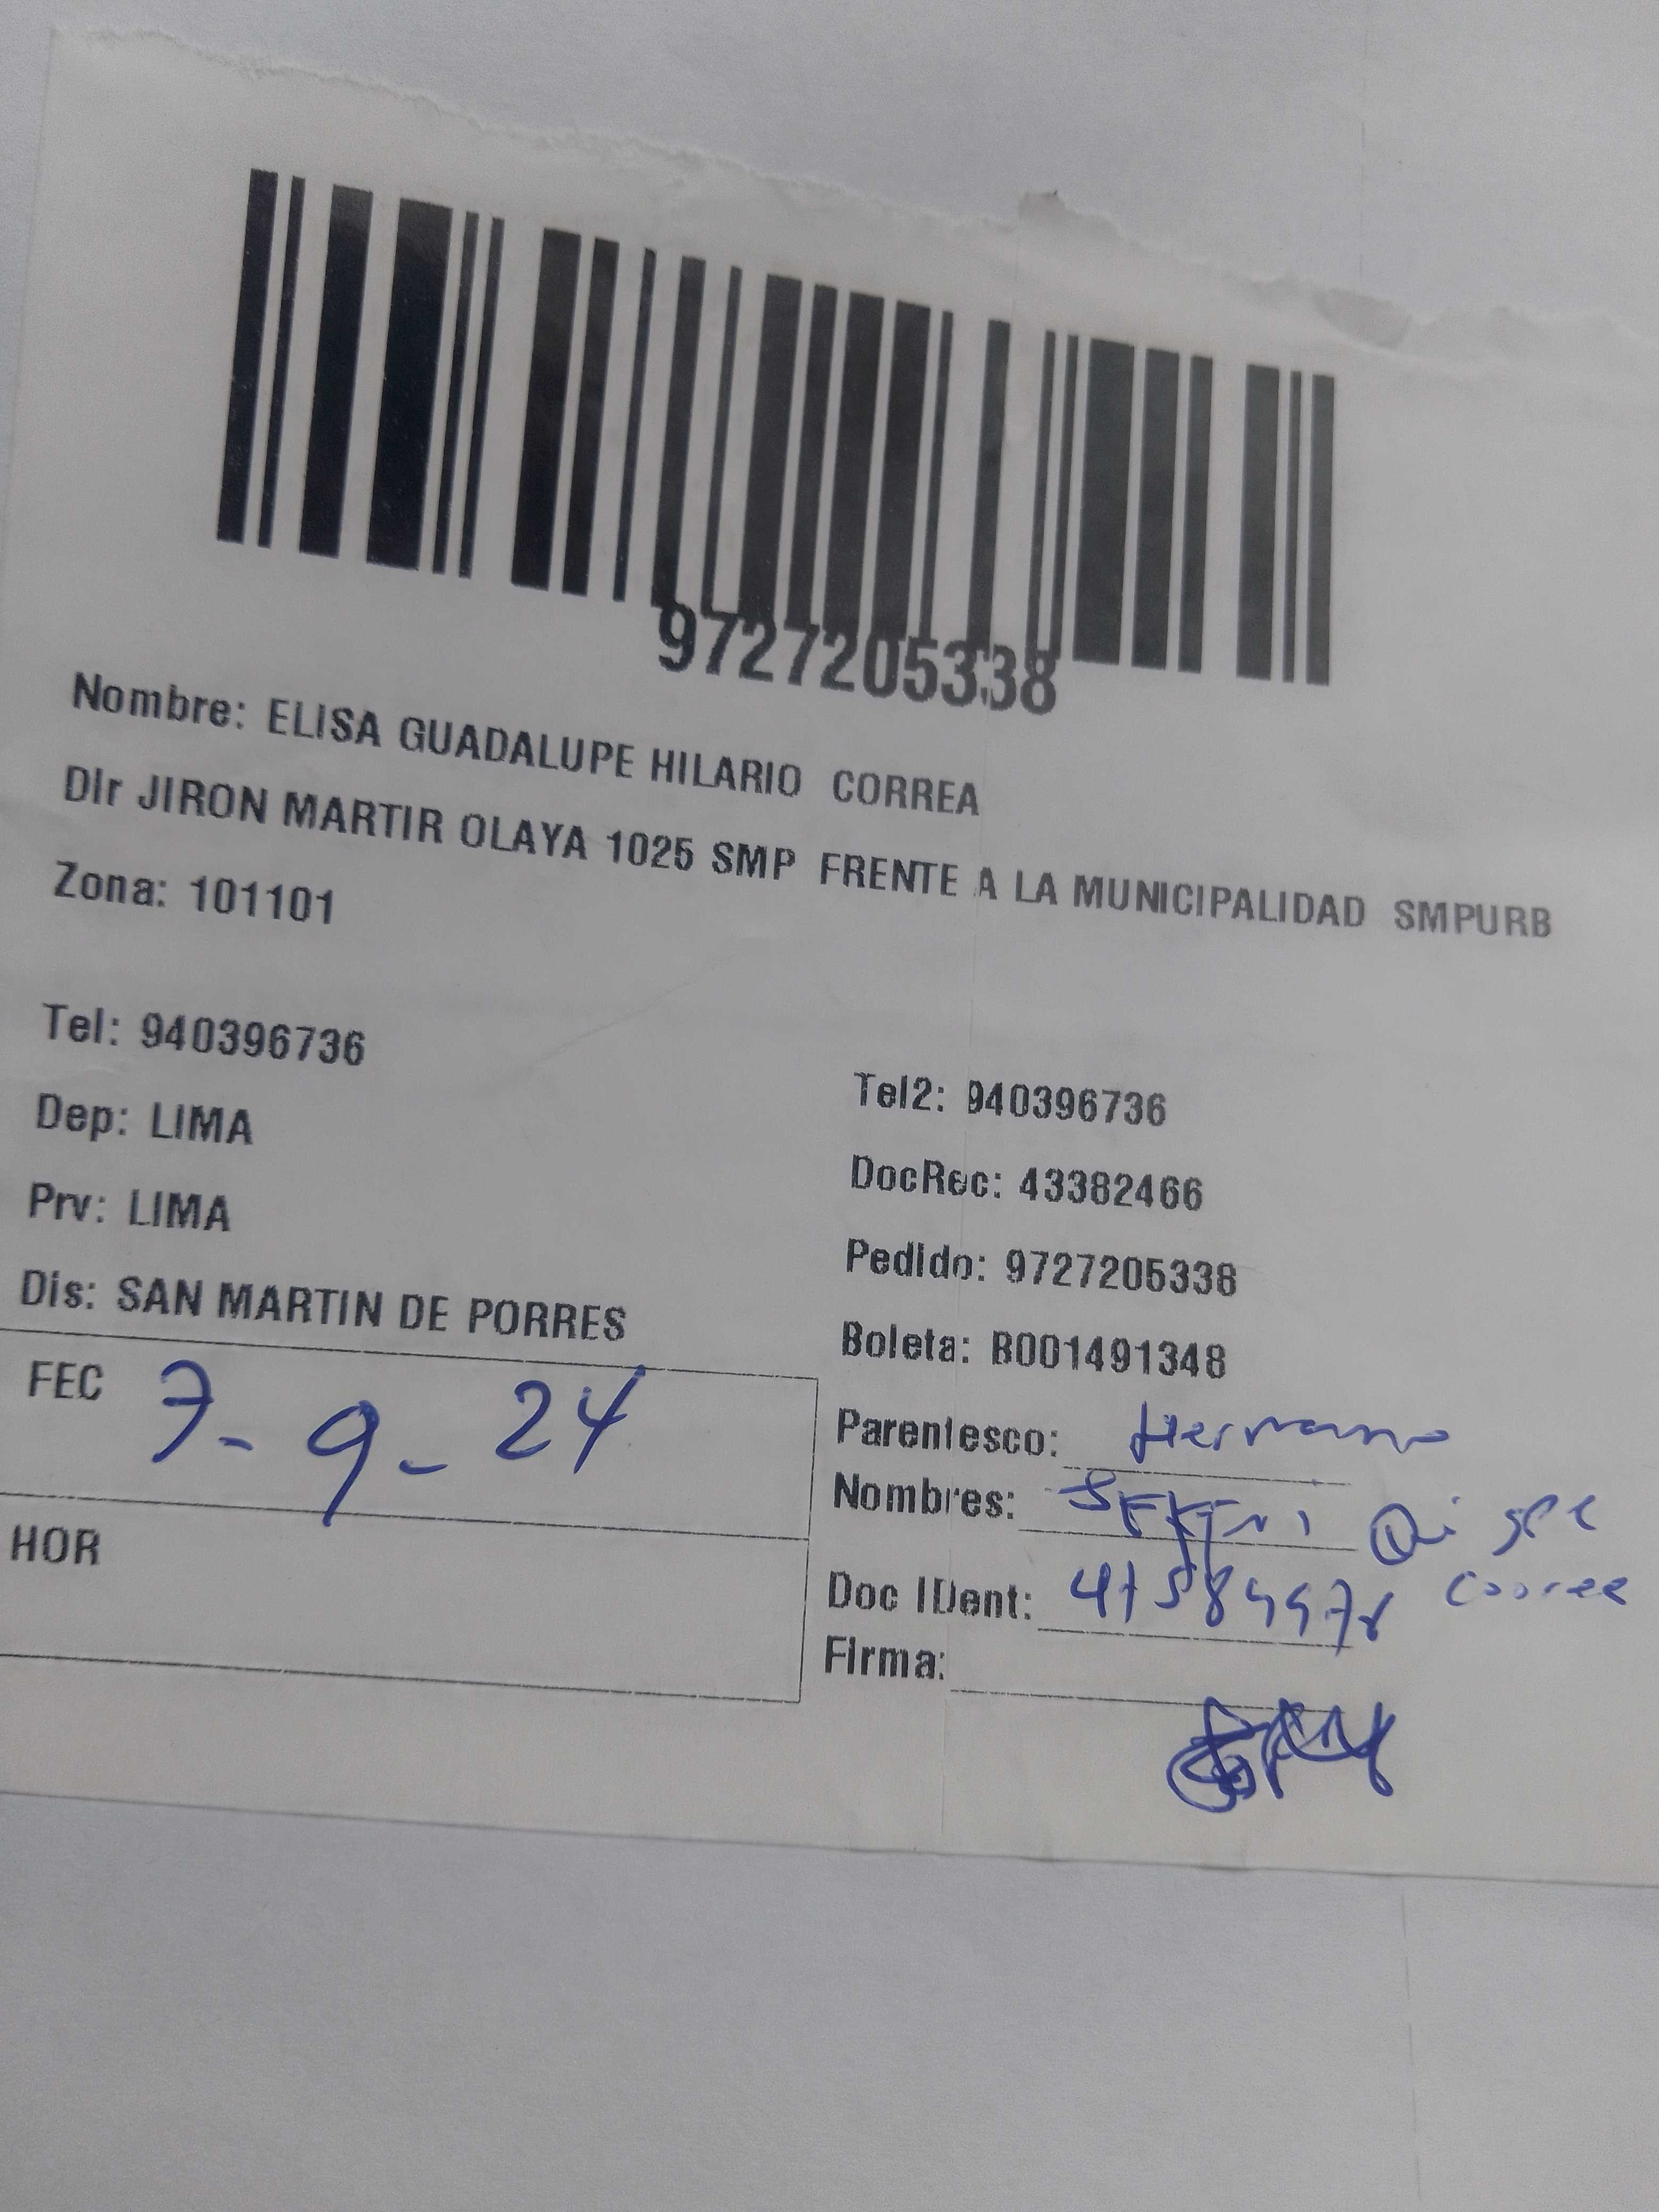 9727205338
Nombre: ELISA GUADALUPE HILARIO CORREA
Dir JIRON MARTIR OLAYA 1025 SMP FRENTE A LA MUNICIPALIDAD SMPURB
Zona: 101101
Tel: 940396736
Tel2: 940396736
Dep: LIMA
DocRec: 43382466
Prv: LIMA
Pedido: 9727205338
Dis: SAN MARTIN DE PORRES
Boleta: B001491348
FEC 7-9-24
Parentesco: Hermano
Nombres:
HOR
Doc IDent:
Firma: